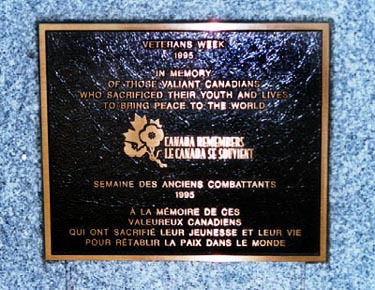 VETERANS WEEK
1995
IN MEMORY
OF THOSE VALIANT CANADIANS
WHO SACRIFICED THEIR YOUTH AND LIVES
TO BRING PEACE TO THE WORLD
CANADA REMEMBERS
LE CANADA SE SOUVIENT
SEMAINE DES ANCIENS COMBATTANTS
1995
À LA MÉMOIRE DE CES
VALEUREUX CANADIENS
QUI ONT SACRIFIÉ LEUR JEUNESSE ET LEUR VIE
POUR RÉTABLIR LA PAIX DANS LE MONDE